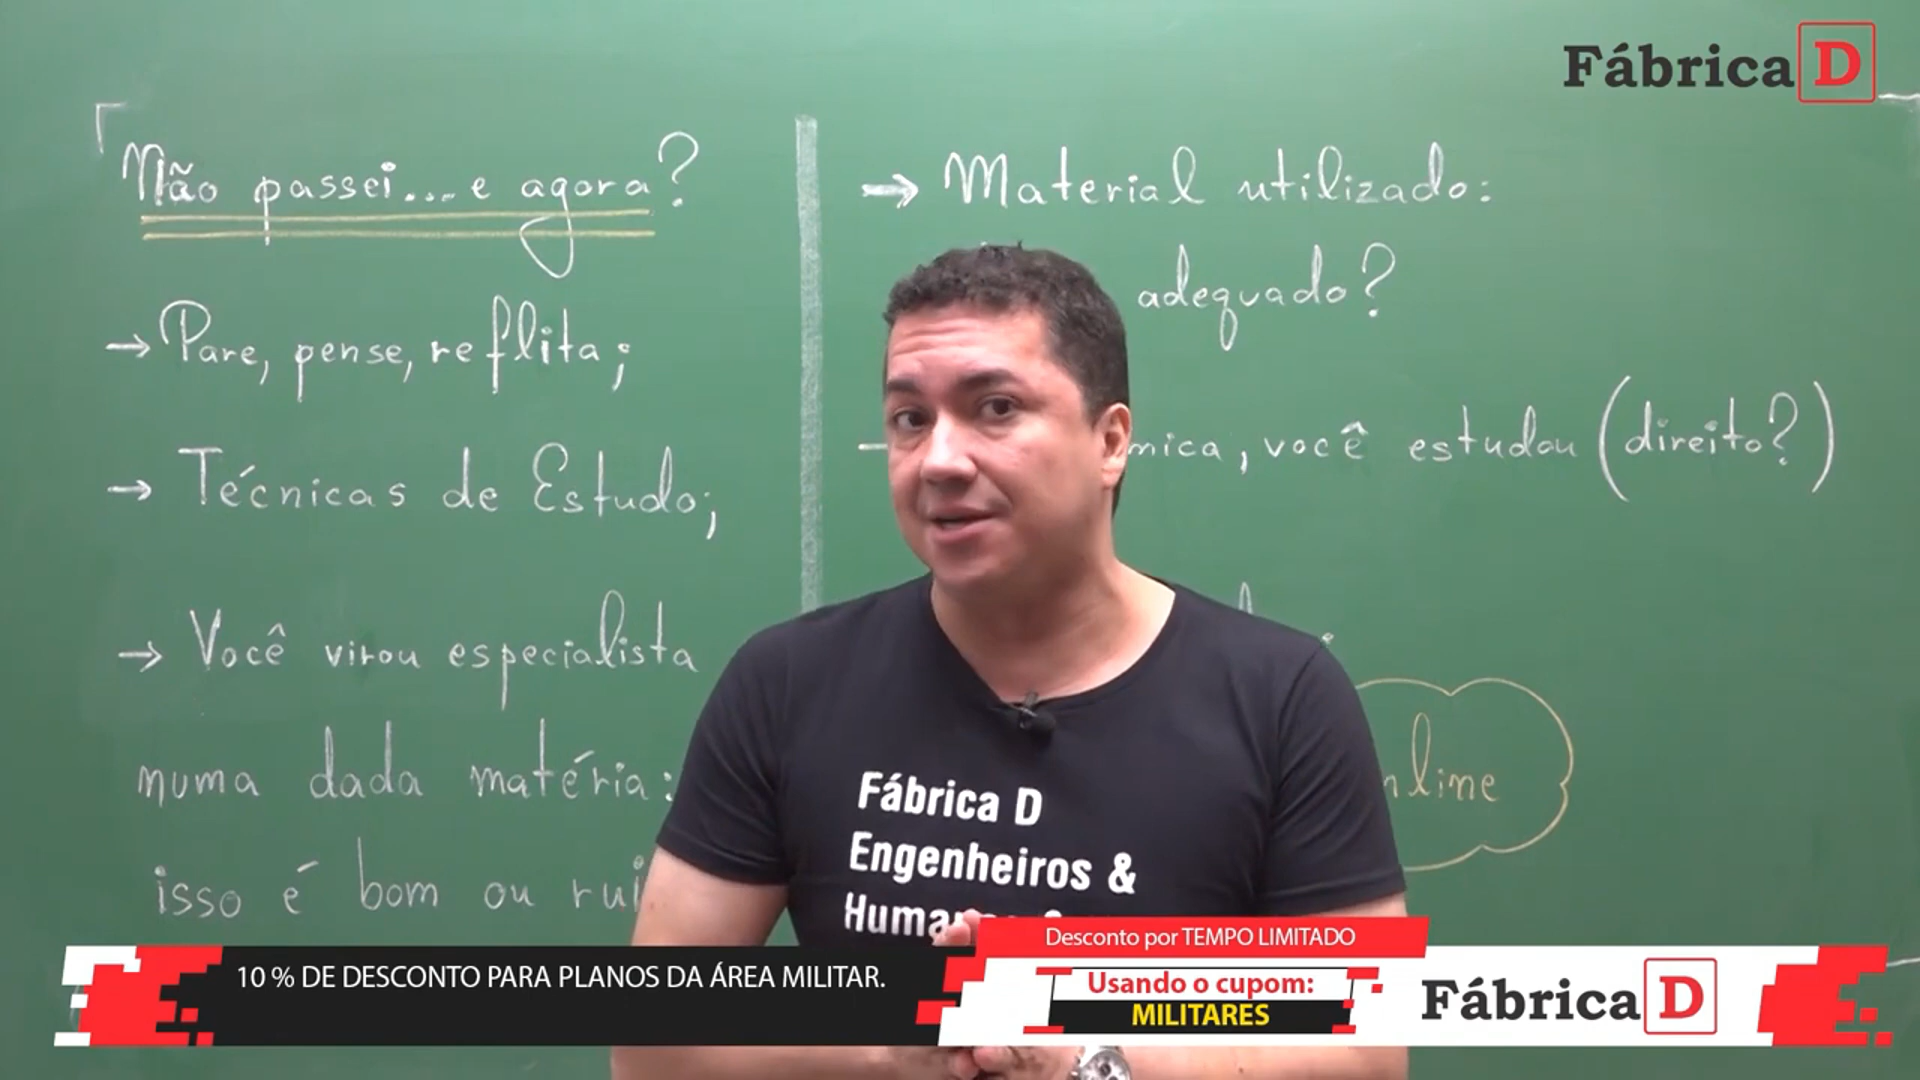 Fábrica D
Não passei... e agora?
→ Pare, pense, reflita;
→ Técnicas de Estudo;
→ Você virou especialista
numa dada matéria:
isso é bom ou
→ Material utilizado:
adequado?
você estudou (direito?)
Fábrica D
Engenheiros &
10 % DE DESCONTO PARA PLANOS DA ÁREA MILITAR.
Desconto por TEMPO LIMITADO
Usando o cupom:
MILITARES
Fábrica D